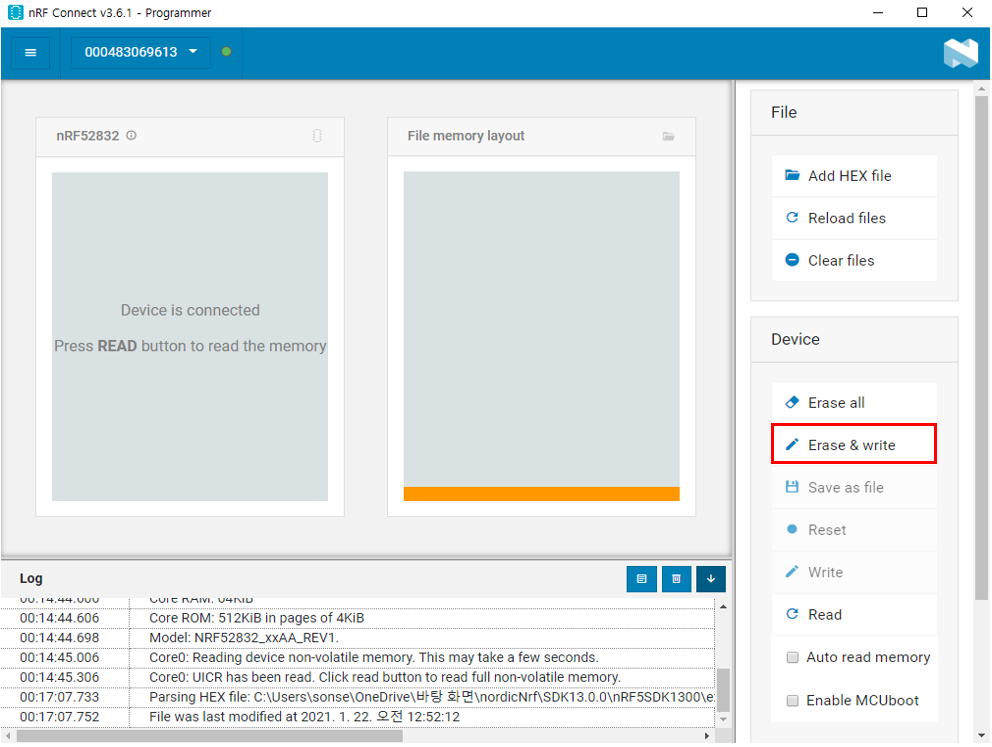 nRF Connect v3.6.1 - Programmer
000483069613
nRF52832
File memory layout
Device is connected
Press READ button to read the memory
File
Add HEX file
Reload files
Clear files
Device
Erase all
Erase & write
Save as file
Reset
Write
Read
Auto read memory
Enable MCUboot
Log
00:14:44.606 Core RAM: 64KiB
00:14:44.606 Core ROM: 512KiB in pages of 4KiB
00:14:44.698 Model: NRF52832_xxAA_REV1.
00:14:45.006 Core0: Reading device non-volatile memory. This may take a few seconds.
00:14:45.306 Core0: UICR has been read. Click read button to read full non-volatile memory.
00:17:07.733 Parsing HEX file: C:\Users\sonse\OneDrive\바탕 화면\nordicNrf\SDK13.0.0\nRF5SDK1300\e
00:17:07.752 File was last modified at 2021. 1. 22. 오전 12:52:12